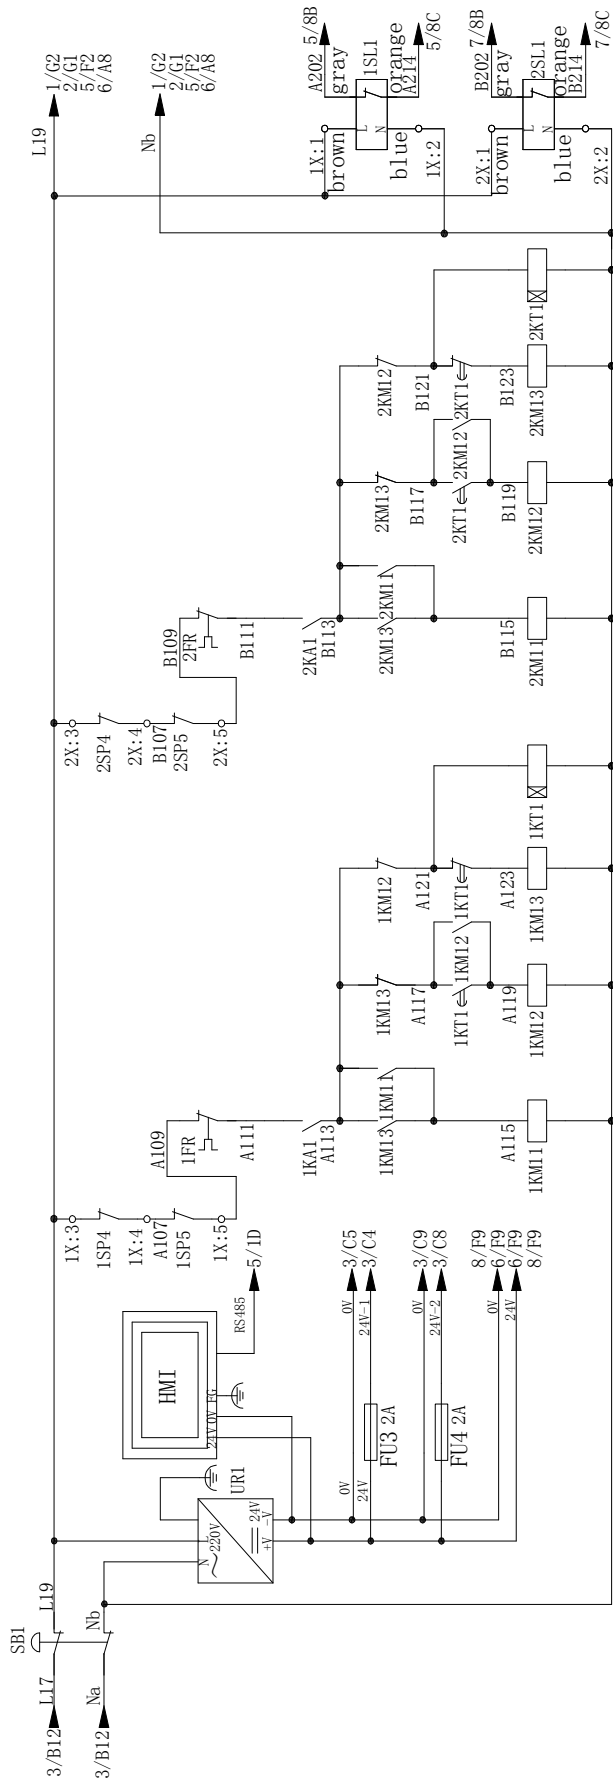 3/B12
L17
SB1
L19
3/B12
Na
Nb
N
L
220V
24V
+V
-V
UR1
HMI
24V 0V FG
RS485
5/1D
0V
24V
FU3 2A
FU4 2A
0V
3/C5
24V-1
3/C4
0V
3/C9
24V-2
3/C8
0V
24V
8/F9
6/F9
6/F9
8/F9
1X:3
1SP4
1X:4
A107
1SP5
1X:5
A109
1FR
A111
1KA1
A113
1KM13
1KM11
A115
1KM11
1KM13
A117
1KT1
1KM12
A119
1KM12
1KM12
A121
1KT1
A123
1KM13
1KT1
2X:3
2SP4
2X:4
B107
2SP5
2X:5
B109
2FR
B111
2KA1
B113
2KM13
2KM11
B115
2KM11
2KM13
B117
2KT1
2KM12
B119
2KM12
2KM12
B121
2KT1
B123
2KM13
2KT1
L19
1/G2
2/G1
5/F2
6/A8
Nb
1/G2
2/G1
5/F2
6/A8
1X:1
brown
L
N
blue
1X:2
A202
gray
5/8B
1SL1
orange
A214
5/8C
2X:1
brown
L
N
blue
2X:2
B202
gray
7/8B
2SL1
orange
B214
7/8C